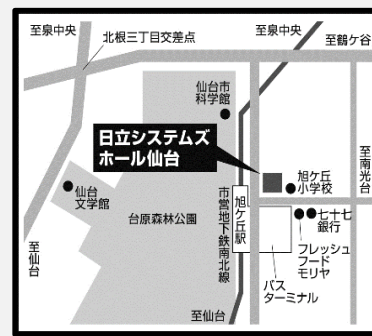 至泉中央
北根三丁目交差点
至泉中央
至鶴ケ谷
仙台市
科学館
日立システムズ
ホール仙台
至南光台
旭ケ丘
小学校
仙台
文学館
台原森林公園
市営地下鉄南北線
旭ケ丘駅
七十七
銀行
フレッシュ
フード
モリヤ
バス
ターミナル
至仙台
至仙台